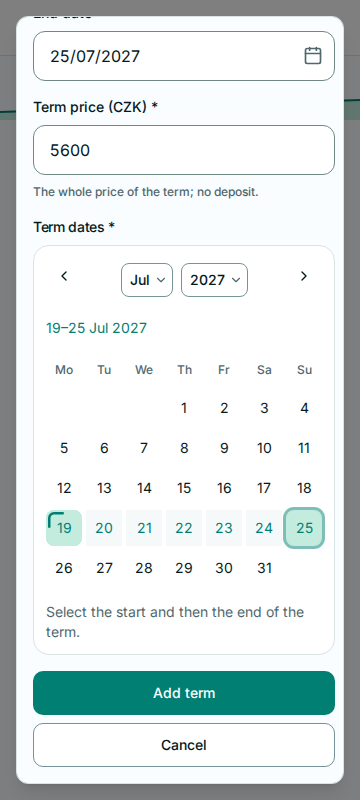 End date
25/07/2027
Term price (CZK) *
5600
The whole price of the term; no deposit.
Term dates *
Jul 2027
19–25 Jul 2027
Mo Tu We Th Fr Sa Su
1 2 3 4
5 6 7 8 9 10 11
12 13 14 15 16 17 18
19 20 21 22 23 24 25
26 27 28 29 30 31
Select the start and then the end of the
term.
Add term
Cancel